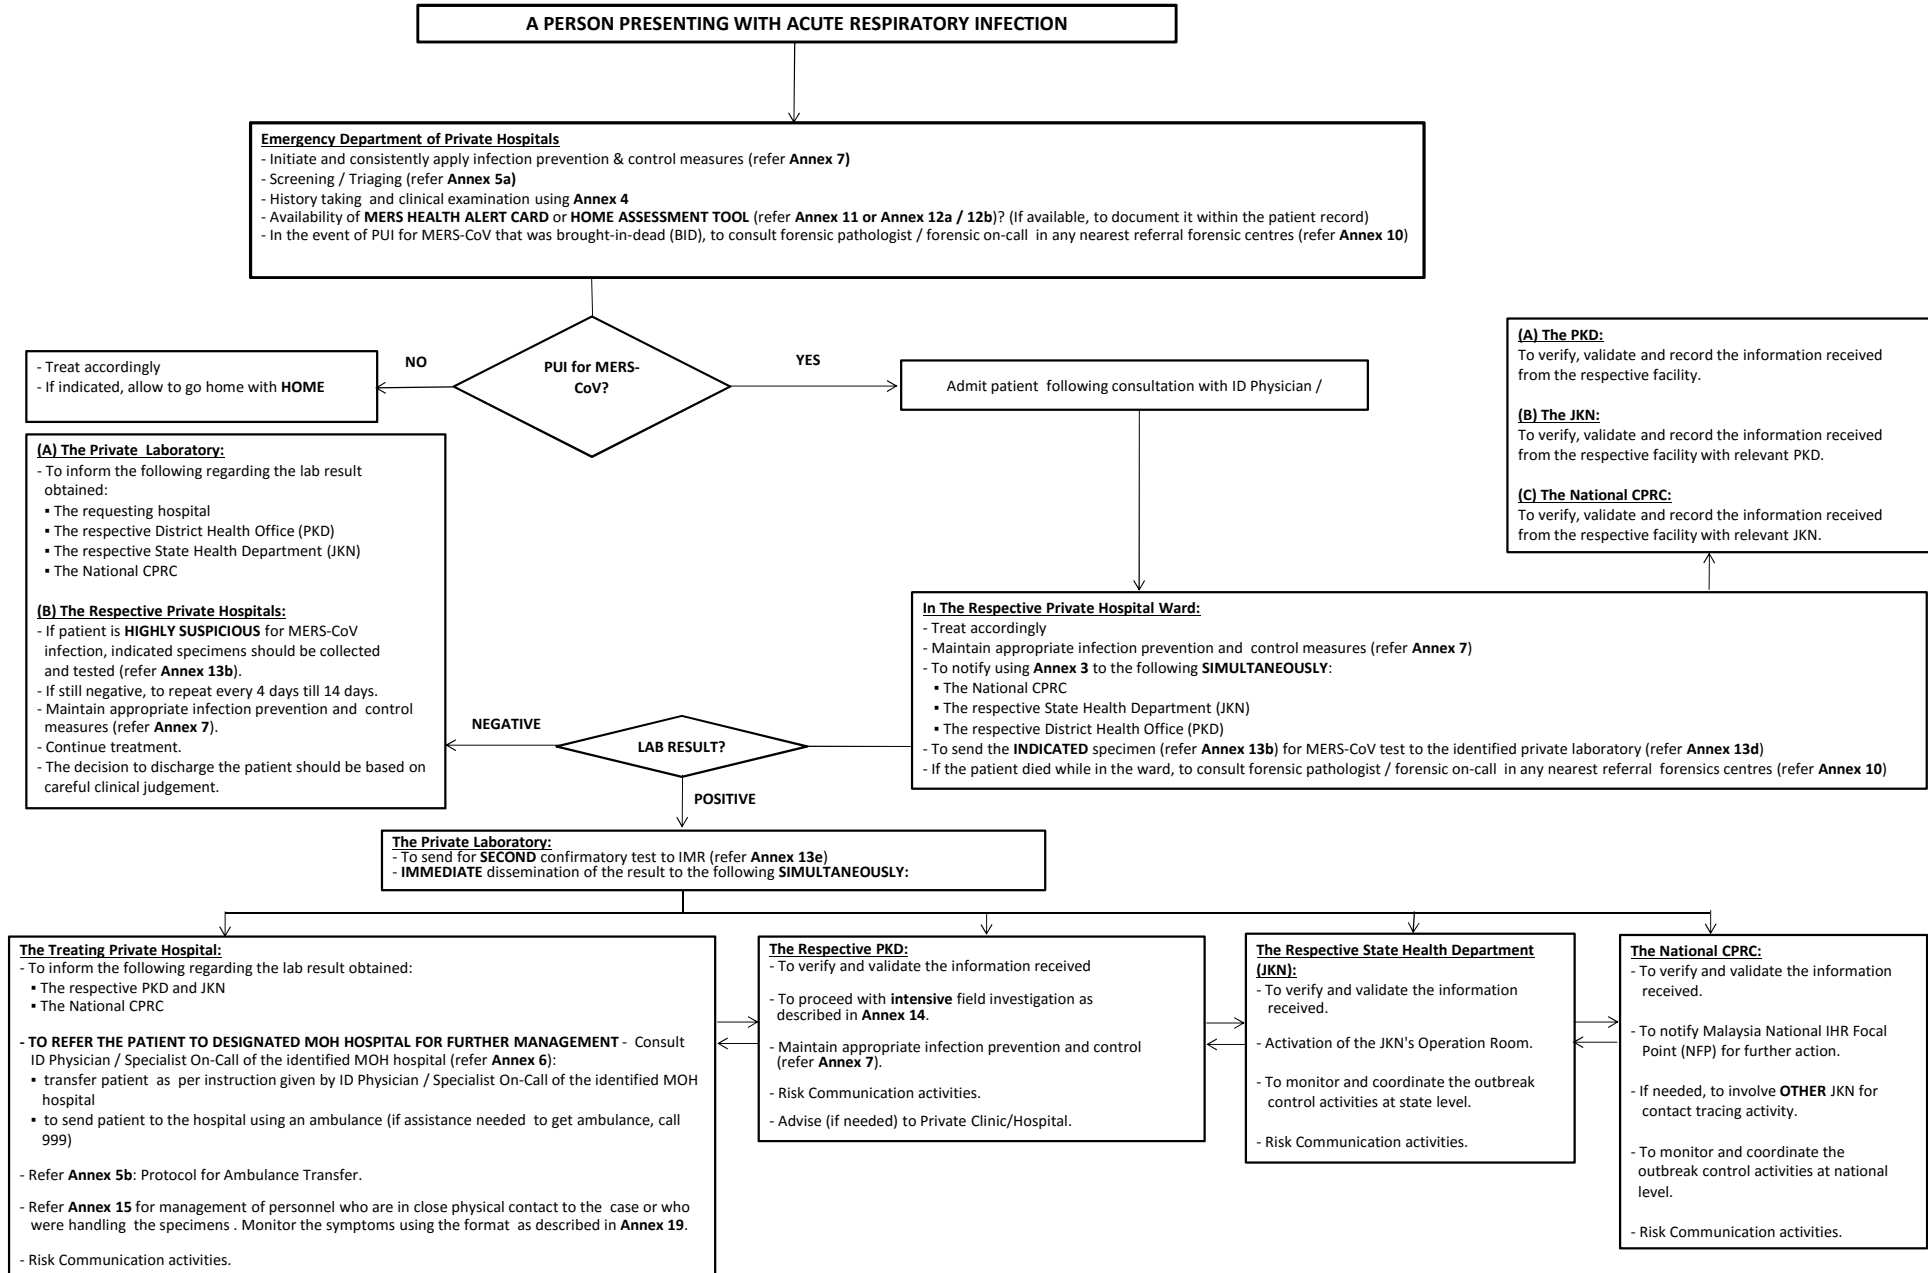 A PERSON PRESENTING WITH ACUTE RESPIRATORY INFECTION
Emergency Department of Private Hospitals
- Initiate and consistently apply infection prevention & control measures (refer Annex 7)
- Screening / Triaging (refer Annex 5a)
- History taking and clinical examination using Annex 4
- Availability of MERS HEALTH ALERT CARD or HOME ASSESSMENT TOOL (refer Annex 11 or Annex 12a / 12b)? (If available, to document it within the patient record)
- In the event of PUI for MERS-CoV that was brought-in-dead (BID), to consult forensic pathologist / forensic on-call in any nearest referral forensic centres (refer Annex 10)
PUI for MERS-
CoV?
NO
- Treat accordingly
- If indicated, allow to go home with HOME
YES
Admit patient following consultation with ID Physician /
(A) The PKD:
To verify, validate and record the information received
from the respective facility.
(B) The JKN:
To verify, validate and record the information received
from the respective facility with relevant PKD.
(C) The National CPRC:
To verify, validate and record the information received
from the respective facility with relevant JKN.
In The Respective Private Hospital Ward:
- Treat accordingly
- Maintain appropriate infection prevention and control measures (refer Annex 7)
- To notify using Annex 3 to the following SIMULTANEOUSLY:
▪ The National CPRC
▪ The respective State Health Department (JKN)
▪ The respective District Health Office (PKD)
- To send the INDICATED specimen (refer Annex 13b) for MERS-CoV test to the identified private laboratory (refer Annex 13d)
- If the patient died while in the ward, to consult forensic pathologist / forensic on-call in any nearest referral forensics centres (refer Annex 10)
LAB RESULT?
NEGATIVE
(A) The Private Laboratory:
- To inform the following regarding the lab result
obtained:
▪ The requesting hospital
▪ The respective District Health Office (PKD)
▪ The respective State Health Department (JKN)
▪ The National CPRC
(B) The Respective Private Hospitals:
- If patient is HIGHLY SUSPICIOUS for MERS-CoV
infection, indicated specimens should be collected
and tested (refer Annex 13b).
- If still negative, to repeat every 4 days till 14 days.
- Maintain appropriate infection prevention and control
measures (refer Annex 7).
- Continue treatment.
- The decision to discharge the patient should be based on
careful clinical judgement.
POSITIVE
The Private Laboratory:
- To send for SECOND confirmatory test to IMR (refer Annex 13e)
- IMMEDIATE dissemination of the result to the following SIMULTANEOUSLY:
The Treating Private Hospital:
- To inform the following regarding the lab result obtained:
▪ The respective PKD and JKN
▪ The National CPRC
- TO REFER THE PATIENT TO DESIGNATED MOH HOSPITAL FOR FURTHER MANAGEMENT - Consult
ID Physician / Specialist On-Call of the identified MOH hospital (refer Annex 6):
▪ transfer patient as per instruction given by ID Physician / Specialist On-Call of the identified MOH
hospital
▪ to send patient to the hospital using an ambulance (if assistance needed to get ambulance, call
999)
- Refer Annex 5b: Protocol for Ambulance Transfer.
- Refer Annex 15 for management of personnel who are in close physical contact to the case or who
were handling the specimens . Monitor the symptoms using the format as described in Annex 19.
- Risk Communication activities.
The Respective PKD:
- To verify and validate the information received
- To proceed with intensive field investigation as
described in Annex 14.
- Maintain appropriate infection prevention and control
(refer Annex 7).
- Risk Communication activities.
- Advise (if needed) to Private Clinic/Hospital.
The Respective State Health Department
(JKN):
- To verify and validate the information
received.
- Activation of the JKN's Operation Room.
- To monitor and coordinate the outbreak
control activities at state level.
- Risk Communication activities.
The National CPRC:
- To verify and validate the information
received.
- To notify Malaysia National IHR Focal
Point (NFP) for further action.
- If needed, to involve OTHER JKN for
contact tracing activity.
- To monitor and coordinate the
outbreak control activities at national
level.
- Risk Communication activities.